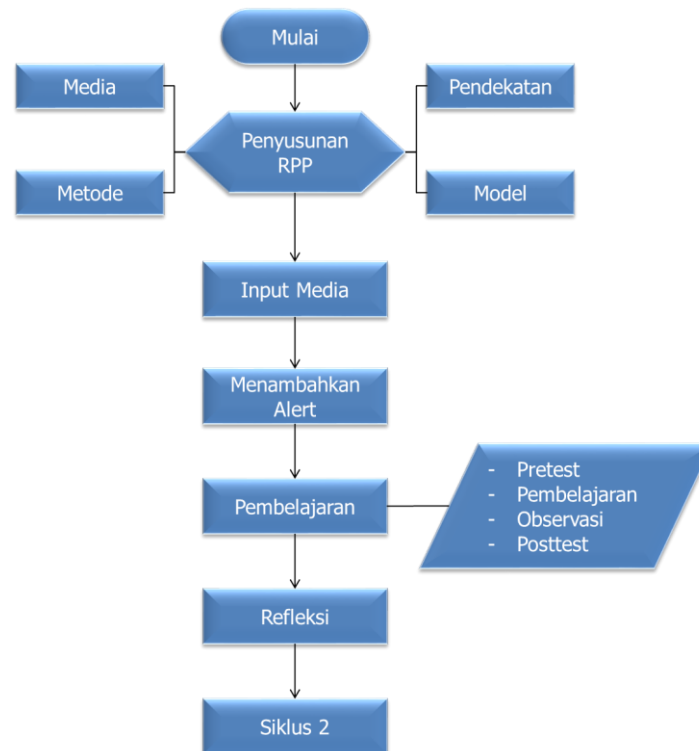 Mulai
Media
Pendekatan
Penyusunan
RPP
Metode
Model
Input Media
Menambahkan
Alert
Pembelajaran
- Pretest
- Pembelajaran
- Observasi
- Posttest
Refleksi
Siklus 2